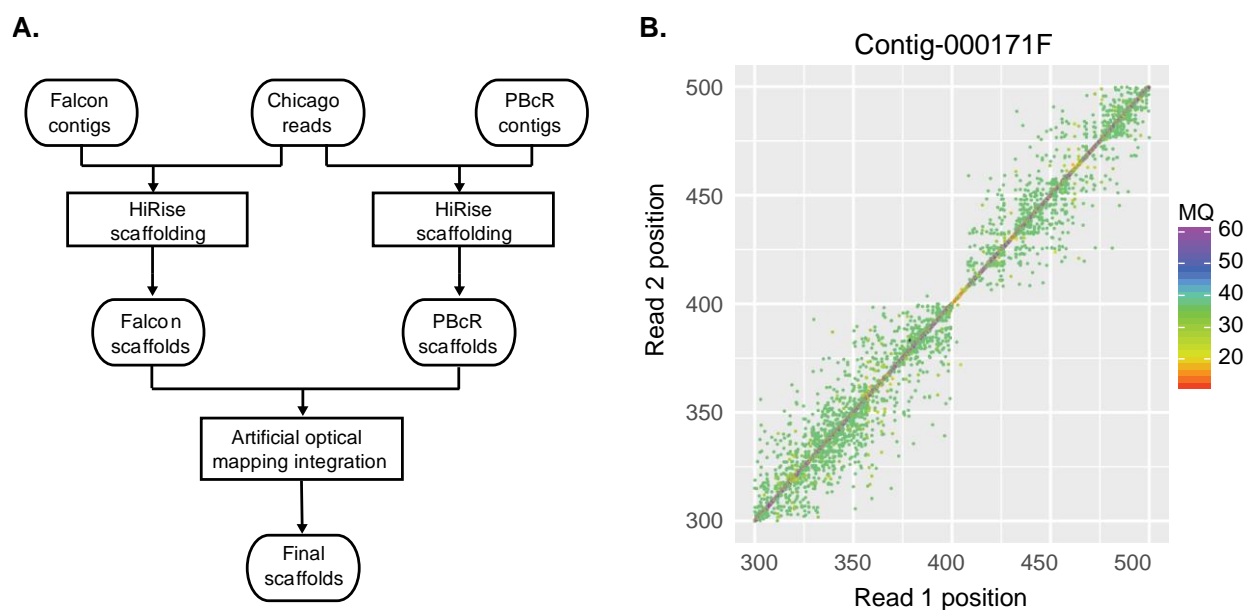 A.
Falcon
contigs
Chicago
reads
PBcR
contigs
HiRise
scaffolding
HiRise
scaffolding
Falcon
scaffolds
PBcR
scaffolds
Artificial optical
mapping integration
Final
scaffolds
B.
Contig-000171F
Read 2 position
500
450
400
350
300
300
350
400
450
500
Read 1 position
MQ
60
50
40
30
20